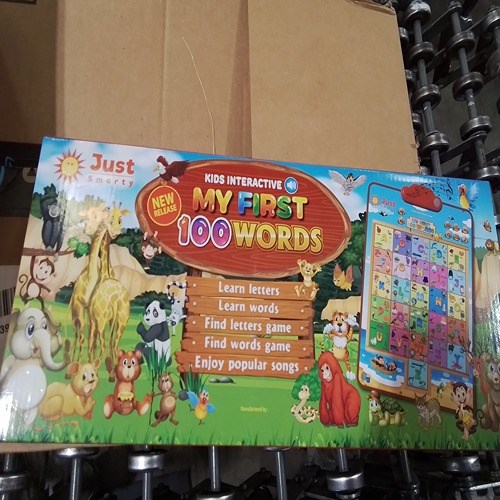 Just
Smarty
KIDS INTERACTIVE
NEW
RELEASE
MY FIRST
100 WORDS
Learn letters
Learn words
Find letters game
Find words game
Enjoy popular songs
Just